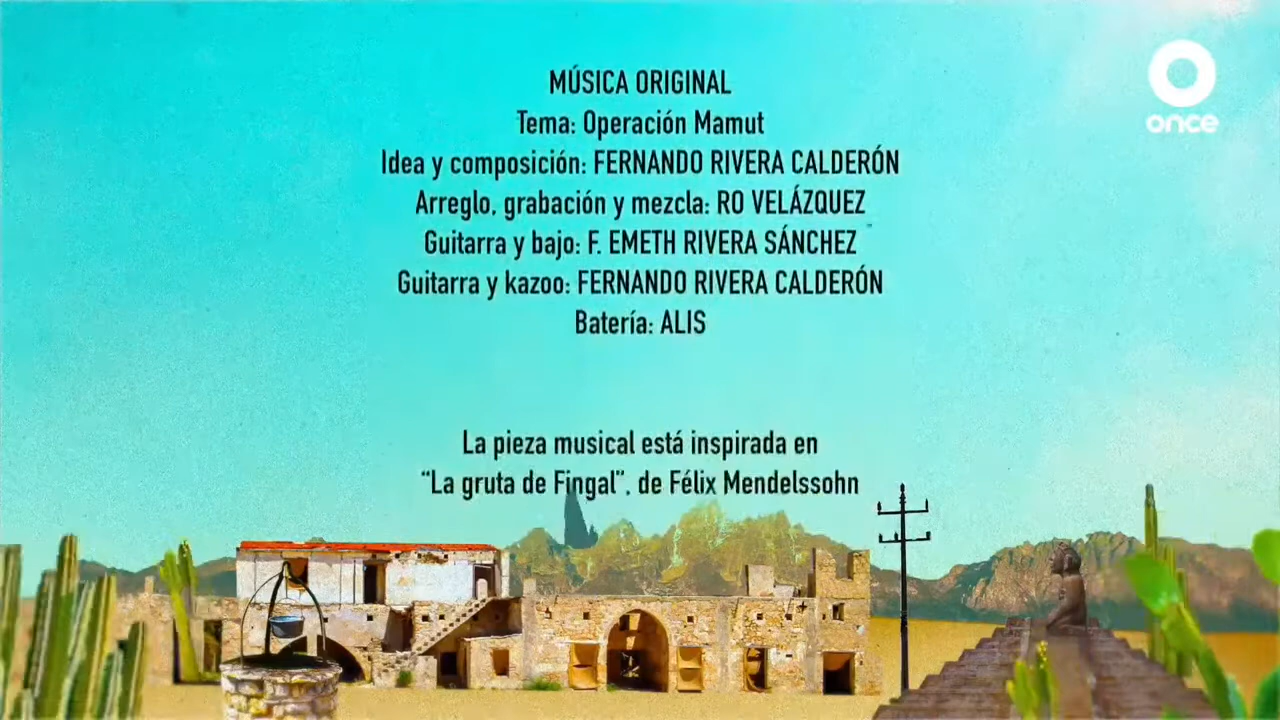 MÚSICA ORIGINAL
Tema: Operación Mamut
Idea y composición: FERNANDO RIVERA CALDERÓN
Arreglo, grabación y mezcla: RO VELÁZQUEZ
Guitarra y bajo: F. EMETH RIVERA SÁNCHEZ
Guitarra y kazoo: FERNANDO RIVERA CALDERÓN
Batería: ALIS
La pieza musical está inspirada en
“La gruta de Fingal”, de Félix Mendelssohn
once